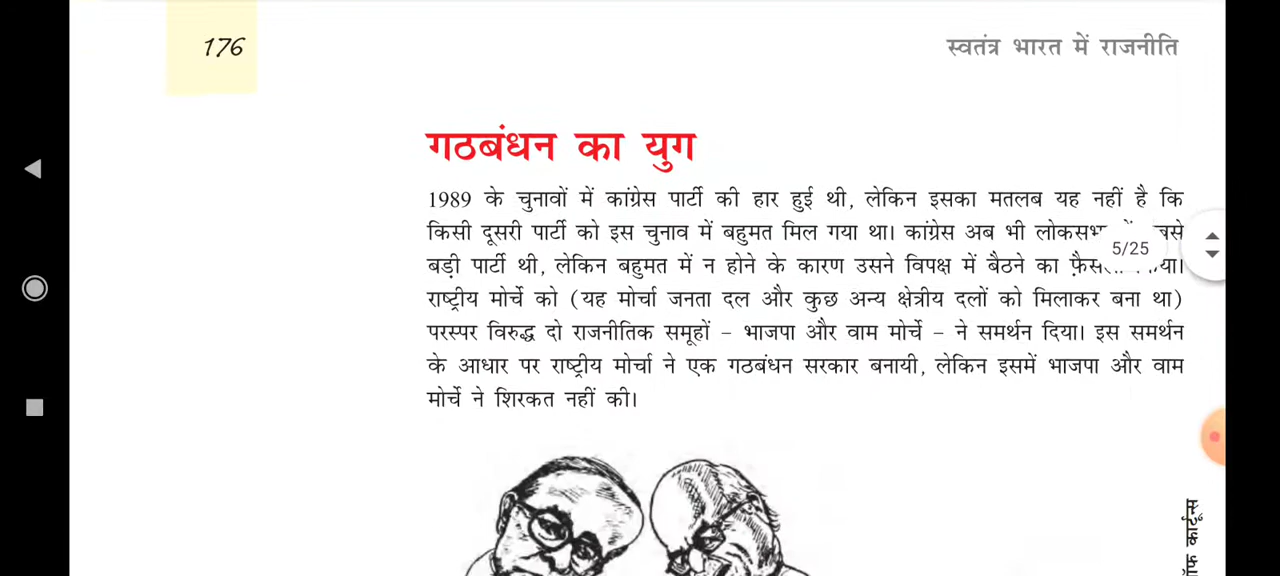 176
स्वतंत्र भारत में राजनीति
गठबंधन का युग
1989 के चुनावों में कांग्रेस पार्टी की हार हुई थी, लेकिन इसका मतलब यह नहीं है कि
किसी दूसरी पार्टी को इस चुनाव में बहुमत मिल गया था। कांग्रेस अब भी
5/25
बड़ी पार्टी थी, लेकिन बहुमत में न होने के कारण उसने विपक्ष में बैठने का
राष्ट्रीय मोर्चे को (यह मोर्चा जनता दल और कुछ अन्य क्षेत्रीय दलों को मिलाकर बना था)
परस्पर विरुद्ध दो राजनीतिक समूहों - भाजपा और वाम मोर्चे - ने समर्थन दिया। इस समर्थन
के आधार पर राष्ट्रीय मोर्चा ने एक गठबंधन सरकार बनायी, लेकिन इसमें भाजपा और वाम
मोर्चे ने शिरकत नहीं की।
कार्टून्स